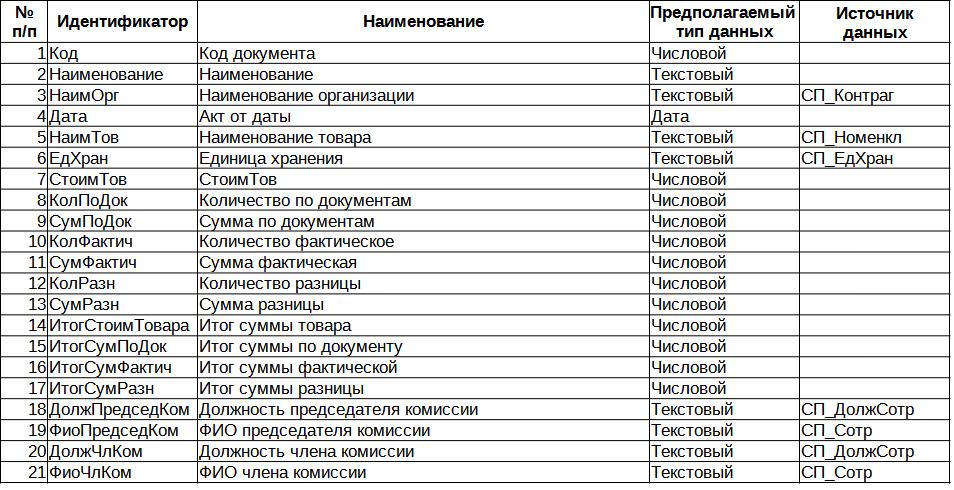 № п/п Идентификатор Наименование Предполагаемый тип данных Источник данных
1 Код Код документа Числовой
2 Наименование Наименование Текстовый
3 НаимОрг Наименование организации Текстовый СП_Контраг
4 Дата Акт от даты Дата
5 НаимТов Наименование товара Текстовый СП_Номенкл
6 ЕдХран Единица хранения Текстовый СП_ЕдХран
7 СтоимТов СтоимТов Числовой
8 КолПоДок Количество по документам Числовой
9 СумПоДок Сумма по документам Числовой
10 КолФактич Количество фактическое Числовой
11 СумФактич Сумма фактическая Числовой
12 КолРазн Количество разницы Числовой
13 СумРазн Сумма разницы Числовой
14 ИтогСтоимТовара Итог суммы товара Числовой
15 ИтогСумПоДок Итог суммы по документу Числовой
16 ИтогСумФактич Итог суммы фактической Числовой
17 ИтогСумРазн Итог суммы разницы Числовой
18 ДолжПредседКом Должность председателя комиссии Текстовый СП_ДолжСотр
19 ФиоПредседКом ФИО председателя комиссии Текстовый СП_Сотр
20 ДолжЧлКом Должность члена комиссии Текстовый СП_ДолжСотр
21 ФиоЧлКом ФИО члена комиссии Текстовый СП_Сотр